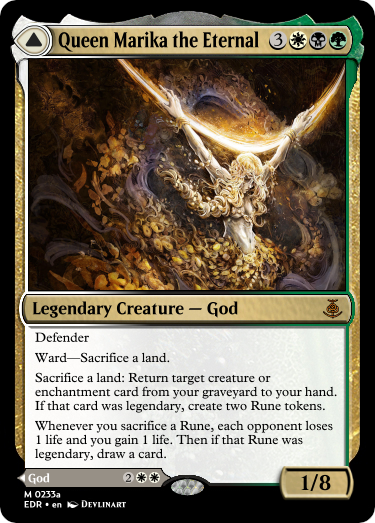 Queen Marika the Eternal 3
Legendary Creature — God
Defender
Ward—Sacrifice a land.
Sacrifice a land: Return target creature or
enchantment card from your graveyard to your hand.
If that card was legendary, create two Rune tokens.
Whenever you sacrifice a Rune, each opponent loses
1 life and you gain 1 life. Then if that Rune was
legendary, draw a card.
God 2
1/8
M 0233a
EDR • en DEVLINART